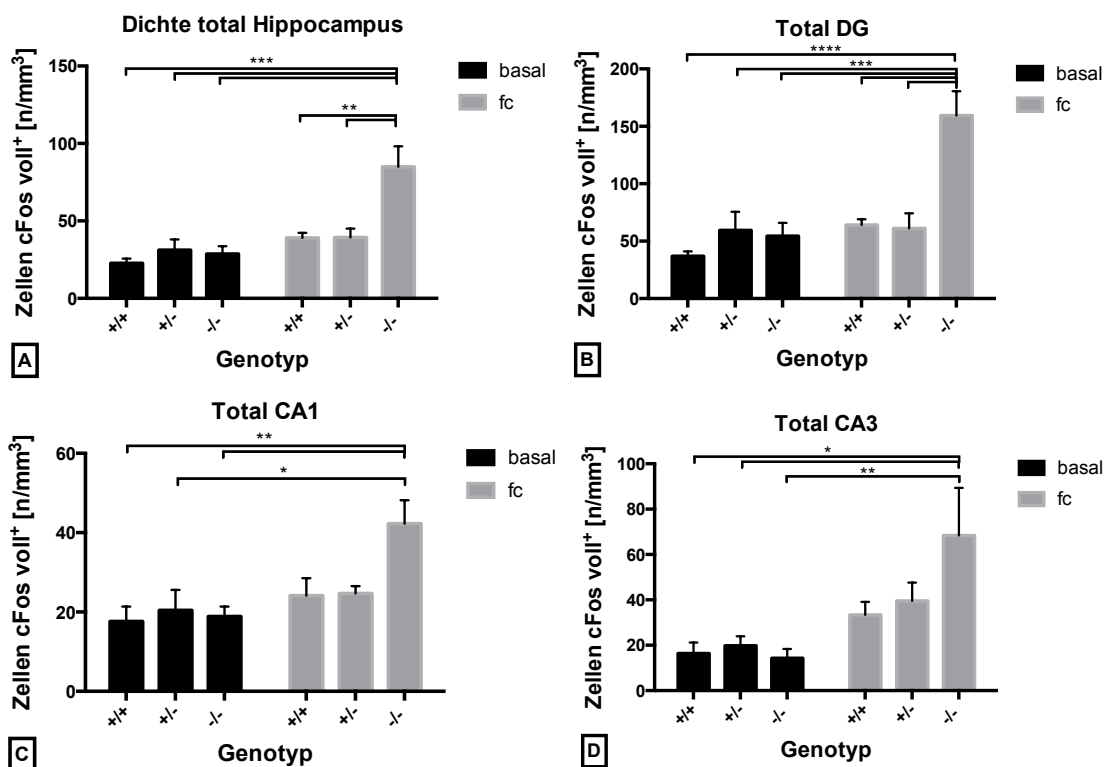 Dichte total Hippocampus
***
**
150
100
50
0
Zellen cFos voll⁺ [n/mm³]
basal
fc
+/+
+/-
-/-
+/+
+/-
-/-
Genotyp
A
Total DG
****
***
200
150
100
50
0
Zellen cFos voll⁺ [n/mm³]
basal
fc
+/+
+/-
-/-
+/+
+/-
-/-
Genotyp
B
Total CA1
**
*
60
40
20
0
Zellen cFos voll⁺ [n/mm³]
basal
fc
+/+
+/-
-/-
+/+
+/-
-/-
Genotyp
C
Total CA3
*
**
100
80
60
40
20
0
Zellen cFos voll⁺ [n/mm³]
basal
fc
+/+
+/-
-/-
+/+
+/-
-/-
Genotyp
D